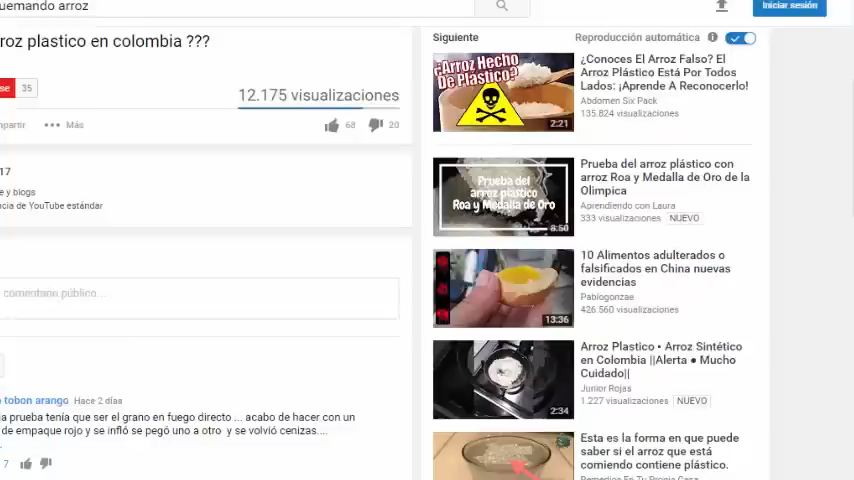 uemando arroz
Iniciar sesión
roz plastico en colombia ???
se 35
12.175 visualizaciones
mpartir ••• Más
68 20
17
e y blogs
ncia de YouTube estándar
comentario público...
tobon arango Hace 2 días
a prueba tenía que ser el grano en fuego directo ... acabo de hacer con un
de empaque rojo y se infló se pegó uno a otro y se volvió cenizas....
7
Siguiente
Reproducción automática
¿Arroz Hecho
De Plástico?
2:21
¿Conoces El Arroz Falso? El
Arroz Plástico Está Por Todos
Lados: ¡Aprende A Reconocerlo!
Abdomen Six Pack
135.824 visualizaciones
Prueba del
arroz plástico
Roa y Medalla de Oro
8:50
Prueba del arroz plástico con
arroz Roa y Medalla de Oro de la
Olimpica
Aprendiendo con Laura
333 visualizaciones NUEVO
13:36
10 Alimentos adulterados o
falsificados en China nuevas
evidencias
Pablogonzae
426.560 visualizaciones
2:34
Arroz Plastico • Arroz Sintético
en Colombia ||Alerta ● Mucho
Cuidado||
Junior Rojas
1.227 visualizaciones NUEVO
Esta es la forma en que puede
saber si el arroz que está
comiendo contiene plástico.
Remedios En Tu Propia Casa